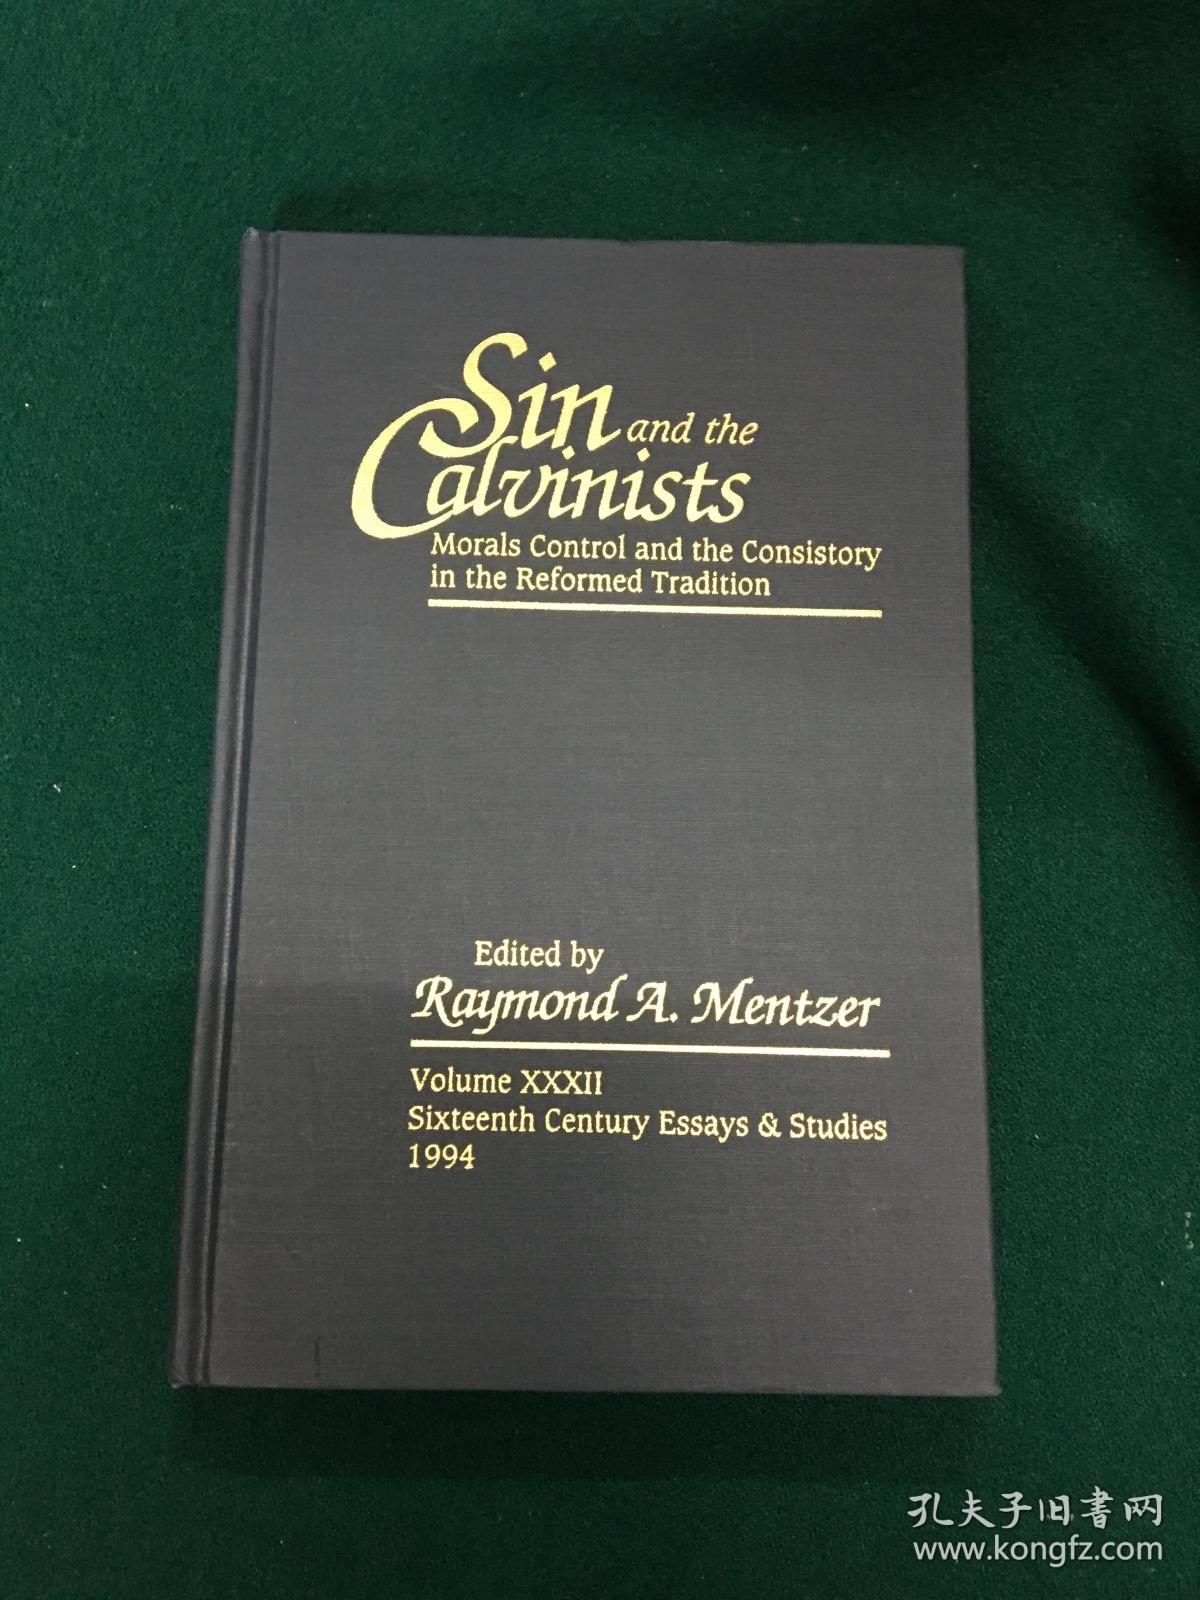 Sin and the
Calvinists
Morals Control and the Consistory
in the Reformed Tradition
Edited by
Raymond A. Mentzer
Volume XXXII
Sixteenth Century Essays & Studies
1994
孔夫子旧书网
www.kongfz.com